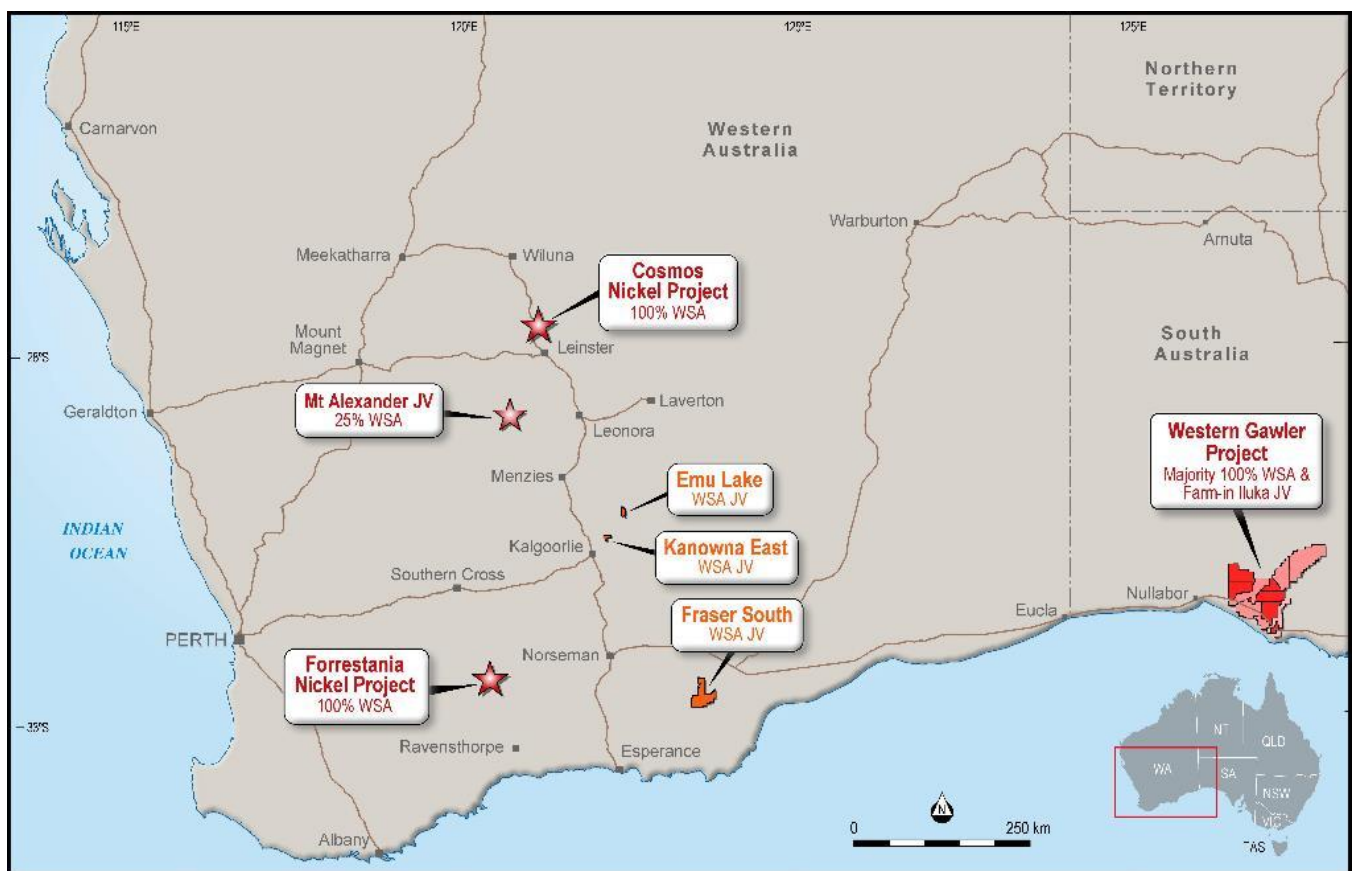 115°E
120°E
125°E
125°E
Northern
Territory
Western
Australia
Carnarvon
Warburton
Amuta
Meekatharra
Wiluna
Cosmos
Nickel Project
100% WSA
Mount
Magnet
Leinster
South
Australia
Mt Alexander JV
25% WSA
Laverton
Geraldton
Leonora
Western Gawler
Project
Majority 100% WSA &
Farm-in Iluka JV
Menzies
Emu Lake
WSA JV
INDIAN
OCEAN
Kalgoorlie
Kanowna East
WSA JV
Southern Cross
Nullabor
Eucla
Fraser South
WSA JV
PERTH
Norseman
Forrestania
Nickel Project
100% WSA
33°S
Ravensthorpe
Esperance
Albany
N
0
250 km
NT
QLD
WA
SA
NSW
VIC
TAS